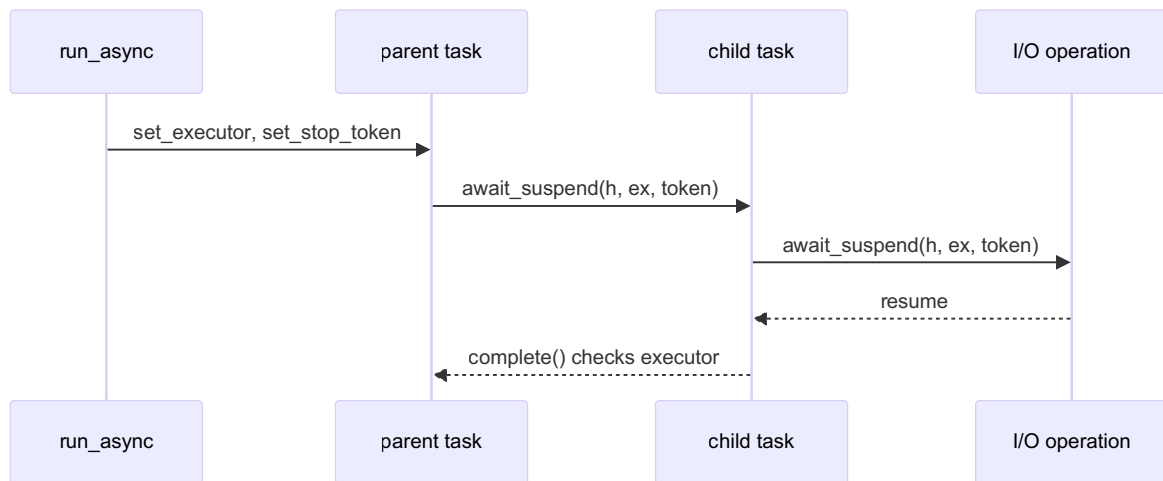 run_async
parent task
child task
I/O operation
set_executor, set_stop_token
await_suspend(h, ex, token)
await_suspend(h, ex, token)
resume
complete() checks executor
run_async
parent task
child task
I/O operation